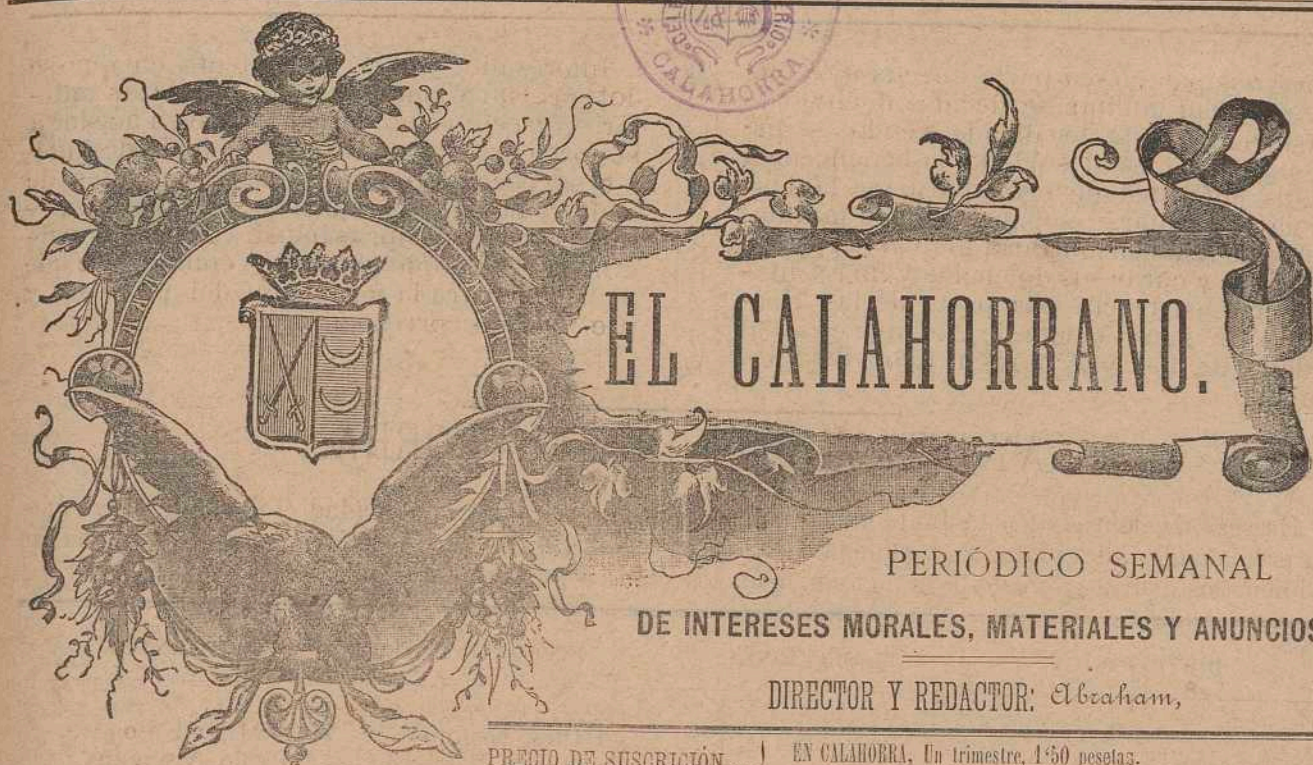 CALAHORRA
EL CALAHORRANO.
PERIÓDICO SEMANAL
DE INTERESES MORALES, MATERIALES Y ANUNCIOS
DIRECTOR Y REDACTOR: Abraham,
PRECIO DE SUSCRICIÓN
EN CALAHORRA, Un trimestre, 1‘50 pesetas.